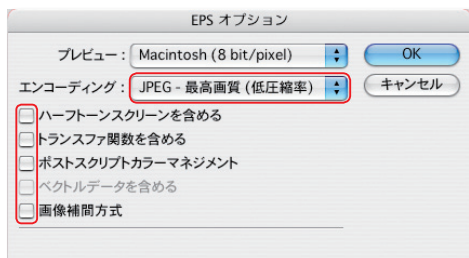 EPS オプション
プレビュー： Macintosh (8 bit/pixel) OK
エンコーディング： JPEG - 最高画質 (低圧縮率) キャンセル
ハーフトーンスクリーンを含める
トランスファ関数を含める
ポストスクリプトカラーマネジメント
ベクトルデータを含める
画像補間方式